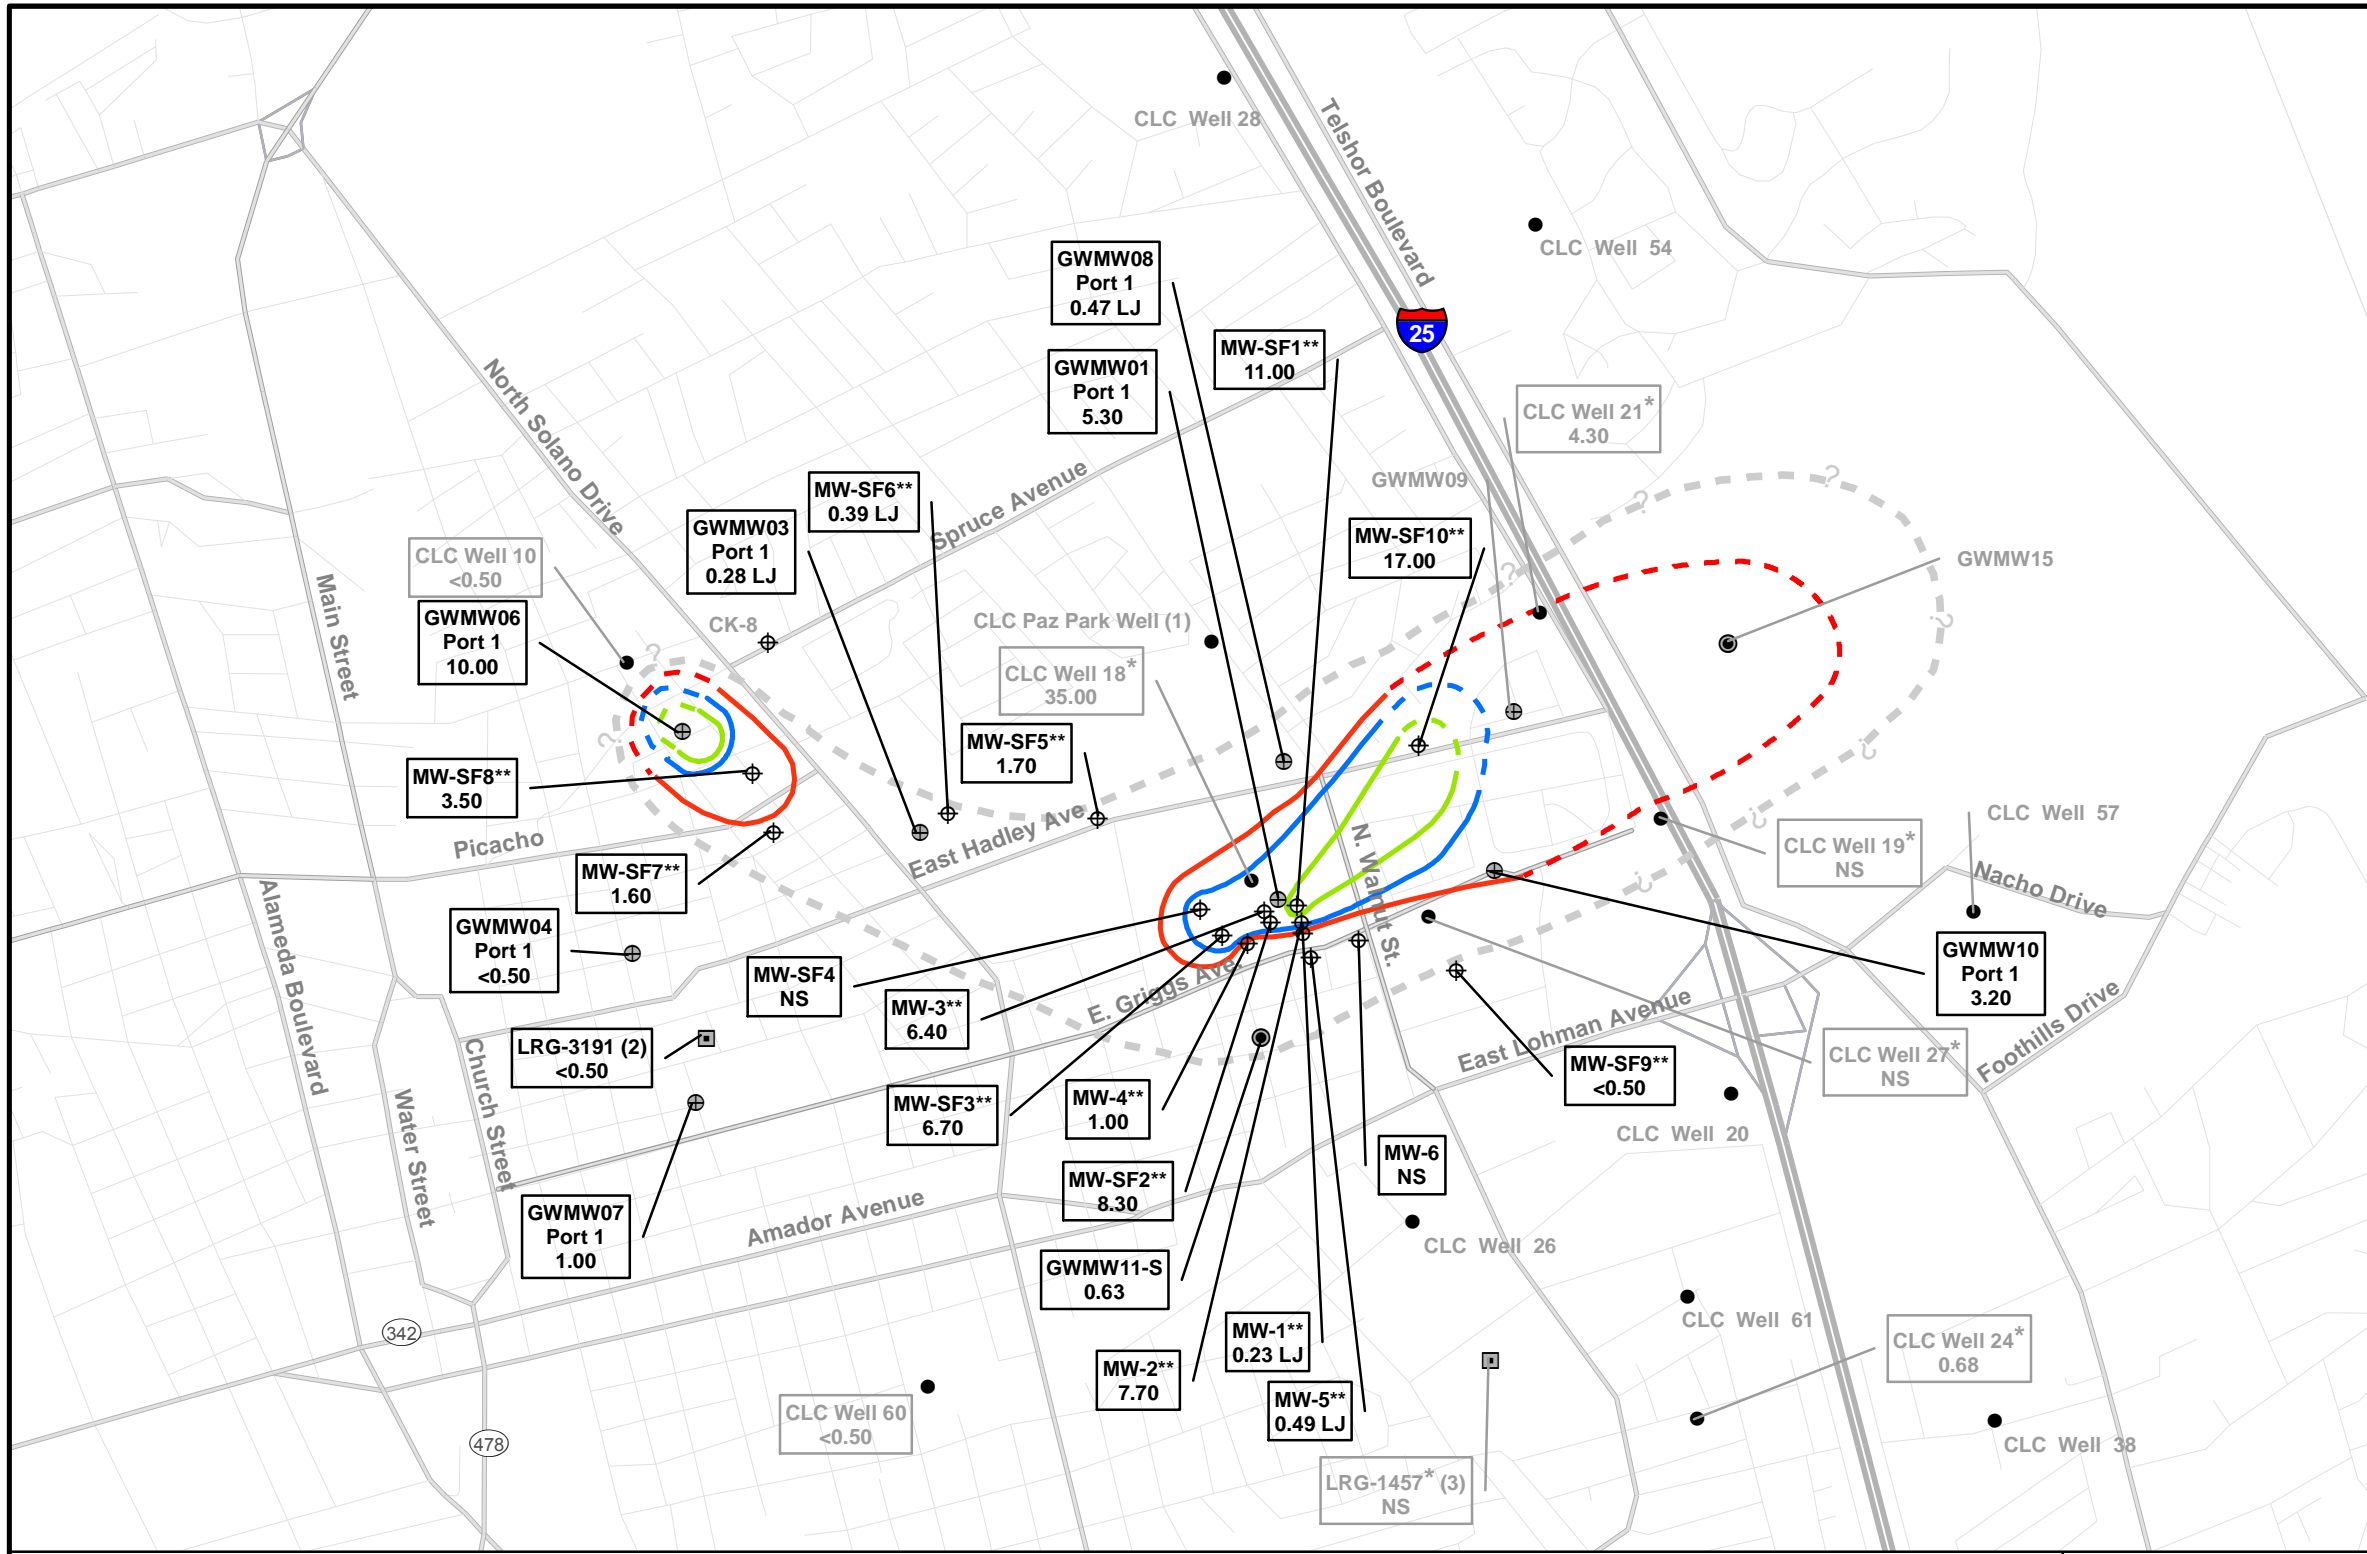 CLC Well 28
Telshor Boulevard
CLC Well 54
GWMW08
Port 1
0.47 LJ
25
MW-SF1**
11.00
GWMW01
Port 1
5.30
North Solano Drive
CLC Well 21*
4.30
GWMW09
MW-SF6**
0.39 LJ
Spruce Avenue
?
?
GWMW03
Port 1
0.28 LJ
MW-SF10**
17.00
CLC Well 10
<0.50
GWMW15
?
Main Street
GWMW06
Port 1
10.00
CK-8
CLC Paz Park Well (1)
?
?
CLC Well 18*
35.00
?
MW-SF5**
1.70
?
MW-SF8**
3.50
CLC Well 57
?
Picacho
East Hadley Ave
N. Walnut St.
CLC Well 19*
NS
MW-SF7**
1.60
?
Nacho Drive
Alameda Boulevard
GWMW04
Port 1
<0.50
MW-SF4
NS
E. Griggs Ave.
GWMW10
Port 1
3.20
MW-3**
6.40
East Lohman Avenue
Foothills Drive
LRG-3191 (2)
<0.50
MW-SF9**
<0.50
CLC Well 27*
NS
Church Street
Water Street
MW-SF3**
6.70
MW-4**
1.00
CLC Well 20
MW-6
NS
MW-SF2**
8.30
GWMW07
Port 1
1.00
Amador Avenue
CLC Well 26
GWMW11-S
0.63
342
CLC Well 61
MW-1**
0.23 LJ
CLC Well 24*
0.68
MW-2**
7.70
MW-5**
0.49 LJ
CLC Well 60
<0.50
478
CLC Well 38
LRG-1457* (3)
NS